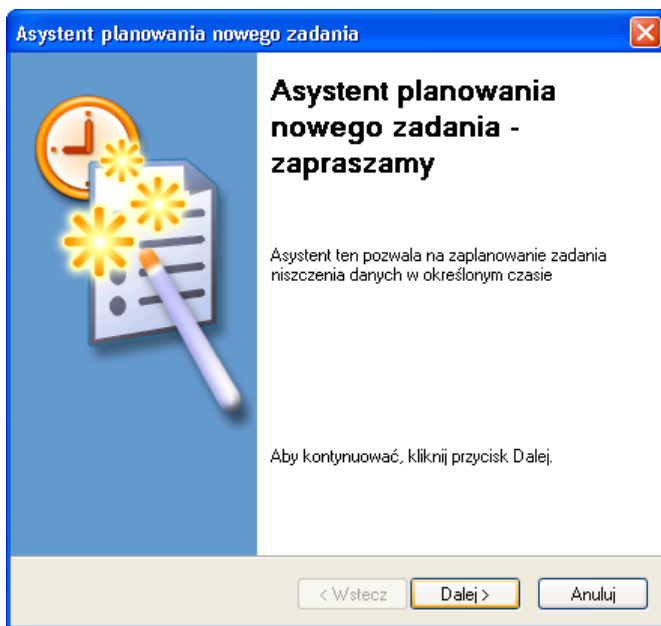 Asystent planowania nowego zadania
Asystent planowania
nowego zadania -
zapraszamy
Asystent ten pozwala na zaplanowanie zadania
niszczenia danych w określonym czasie
Aby kontynuować, kliknij przycisk Dalej.
< Wstecz Dalej > Anuluj